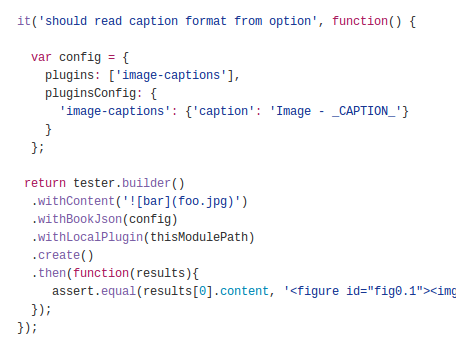 it('should read caption format from option', function() {
var config = {
plugins: ['image-captions'],
pluginsConfig: {
'image-captions': {'caption': 'Image - _CAPTION_'}
}
};
return tester.builder()
.withContent('![bar](foo.jpg)')
.withBookJson(config)
.withLocalPlugin(thisModulePath)
.create()
.then(function(results){
assert.equal(results[0].content, '<figure id="fig0.1"><img
});
});